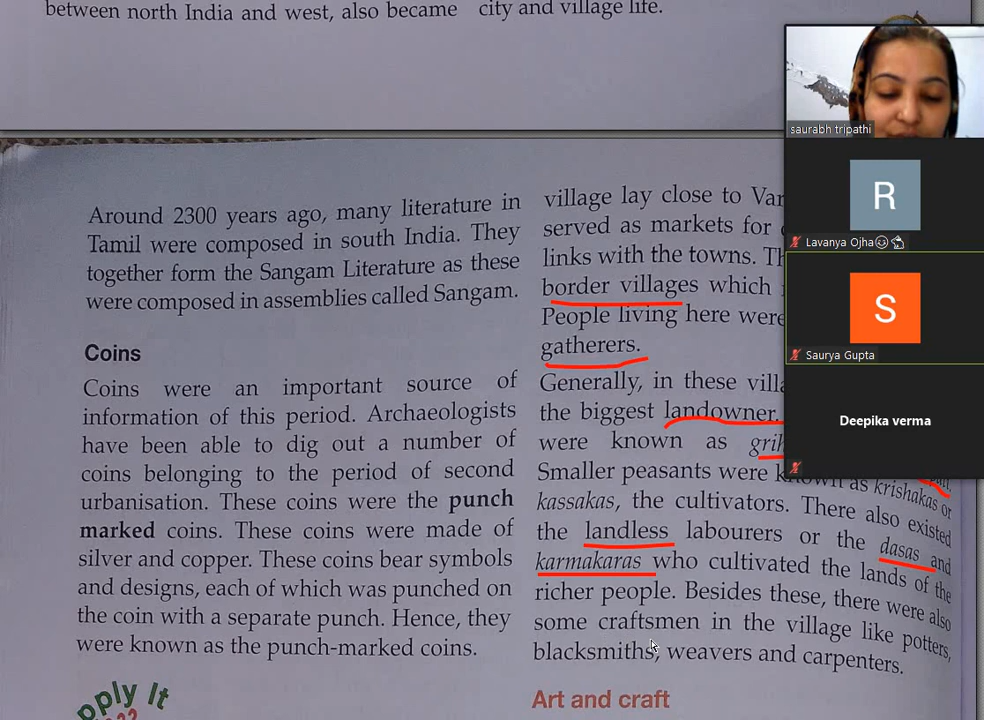 between north India and west, also became
city and village life.
Around 2300 years ago, many literature in
Tamil were composed in south India. They
together form the Sangam Literature as these
were composed in assemblies called Sangam.
Coins
Coins were an important source of
information of this period. Archaeologists
have been able to dig out a number of
coins belonging to the period of second
urbanisation. These coins were the punch
marked coins. These coins were made of
silver and copper. These coins bear symbols
and designs, each of which was punched on
the coin with a separate punch. Hence, they
were known as the punch-marked coins.
pply It
village lay close to
served as markets for
links with the towns.
border villages which
People living here were
gatherers.
Generally, in these
the biggest landowner.
were known as
Smaller peasants were known as krishakas or
kassakas, the cultivators. There also existed
the landless labourers or the dasas and
karmakaras who cultivated the lands of the
richer people. Besides these, there were also
some craftsmen in the village like potters,
blacksmiths, weavers and carpenters.
Art and craft
saurabh tripathi
R
Lavanya Ojha
S
Saurya Gupta
Deepika verma